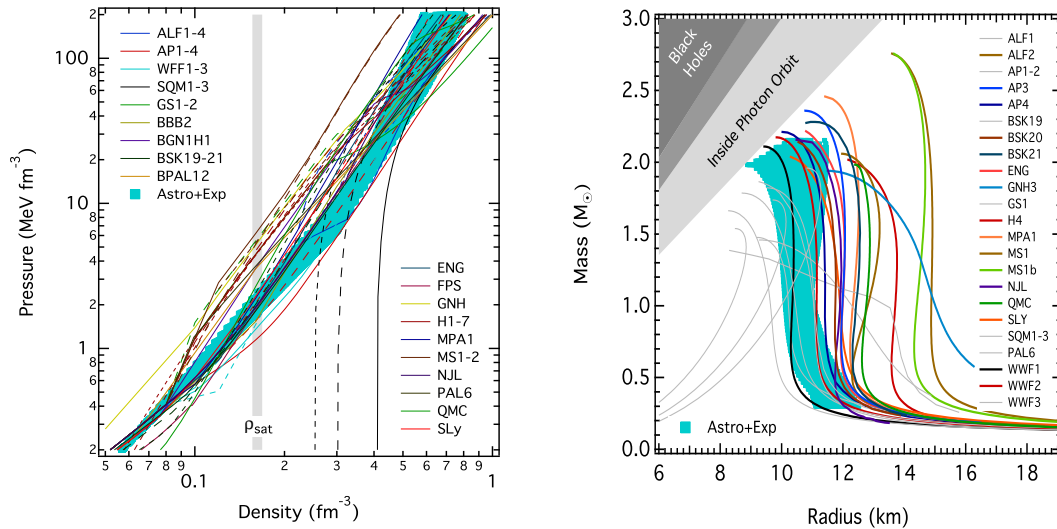 100
8
6
4
2
10
8
6
4
2
1
8
6
4
2
Pressure (MeV fm⁻³)
ALF1-4
AP1-4
WFF1-3
SQM1-3
GS1-2
BBB2
BGN1H1
BSK19-21
BPAL12
Astro+Exp
ENG
FPS
GNH
H1-7
MPA1
MS1-2
NJL
PAL6
QMC
SLy
ρsat
5 6 7 8 9 2 3 4 5 6 7 8 9
0.1 1
Density (fm⁻³)
3.0
2.5
2.0
1.5
1.0
0.5
0.0
Mass (M☉)
Black
Holes
Inside Photon Orbit
ALF1
ALF2
AP1-2
AP3
AP4
BSK19
BSK20
BSK21
ENG
GNH3
GS1
H4
MPA1
MS1
MS1b
NJL
QMC
SLY
SQM1-3
PAL6
WWF1
WWF2
WWF3
Astro+Exp
6 8 10 12 14 16 18
Radius (km)